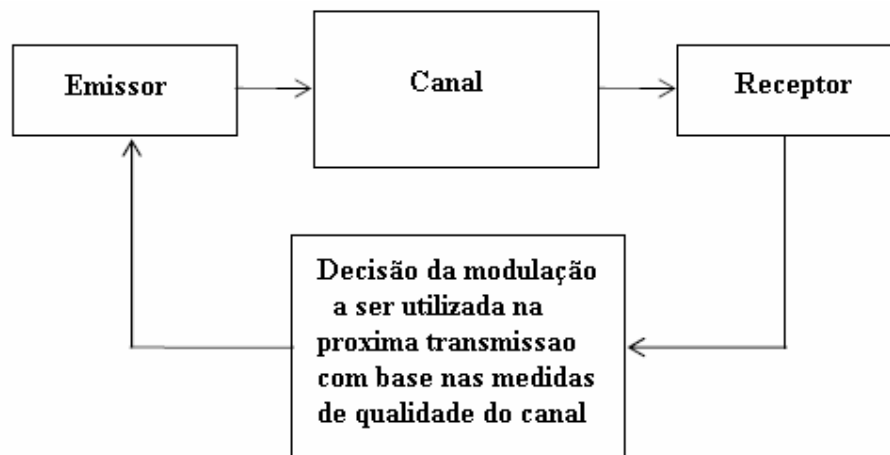 Emissor
Canal
Receptor
Decisão da modulação
a ser utilizada na
proxima transmissao
com base nas medidas
de qualidade do canal